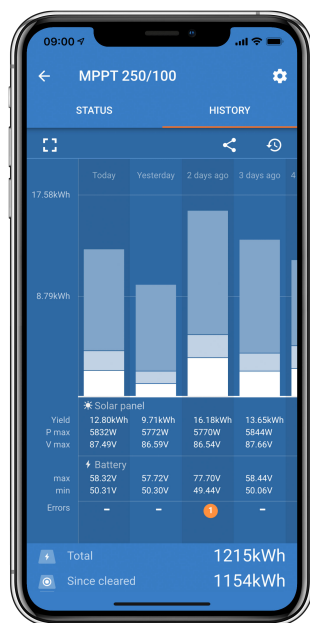 09:00
MPPT 250/100
STATUS HISTORY
Today Yesterday 2 days ago 3 days ago 4
17.58kWh
8.79kWh
Solar panel
Yield 12.80kWh 9.71kWh 16.18kWh 13.65kWh
P max 5832W 5772W 5770W 5844W
V max 87.49V 86.59V 86.54V 87.66V
Battery
max 58.32V 57.72V 77.70V 58.44V
min 50.31V 50.30V 49.44V 50.06V
Errors – – 1 –
Total 1215kWh
Since cleared 1154kWh